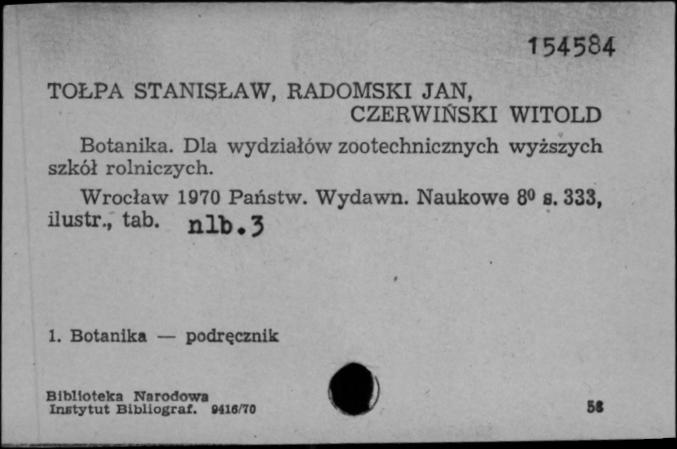 154584
TOŁPA STANISŁAW, RADOMSKI JAN,
CZERWIŃSKI WITOLD
Botanika. Dla wydziałów zootechnicznych wyższych
szkół rolniczych.
Wrocław 1970 Państw. Wydawn. Naukowe 8⁰ s. 333,
ilustr., tab. nlb. 3
1. Botanika — podręcznik
Biblioteka Narodowa
Instytut Bibliograf. 9416/70